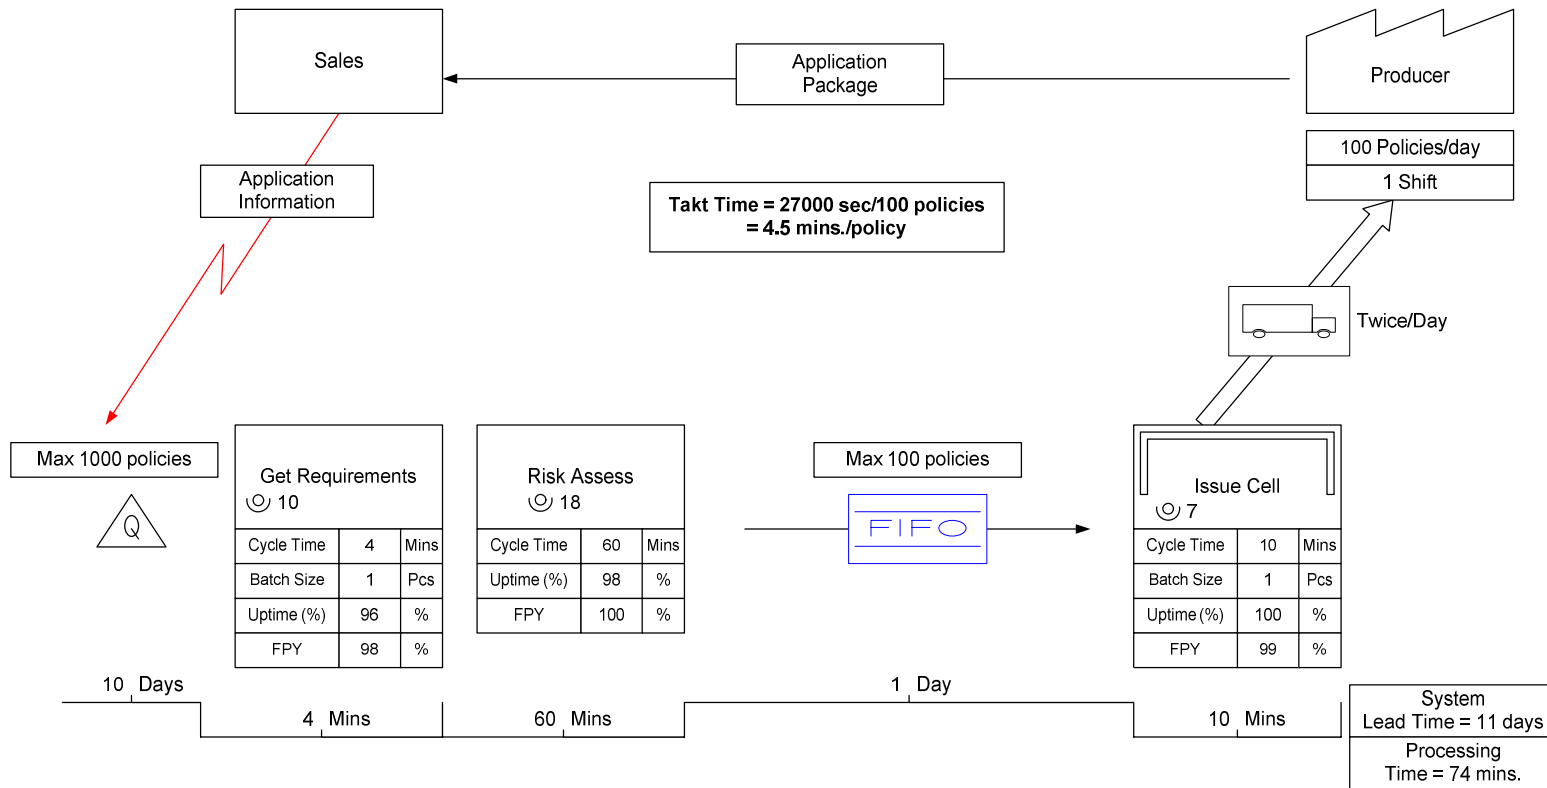 Sales
Application
Package
Producer
100 Policies/day
1 Shift
Application
Information
Takt Time = 27000 sec/100 policies
= 4.5 mins./policy
Twice/Day
Max 1000 policies
Q
Get Requirements
10
Cycle Time 4 Mins
Batch Size 1 Pcs
Uptime (%) 96 %
FPY 98 %
Risk Assess
18
Cycle Time 60 Mins
Uptime (%) 98 %
FPY 100 %
Max 100 policies
FIFO
Issue Cell
7
Cycle Time 10 Mins
Batch Size 1 Pcs
Uptime (%) 100 %
FPY 99 %
10 Days
4 Mins
60 Mins
1 Day
10 Mins
System
Lead Time = 11 days
Processing
Time = 74 mins.